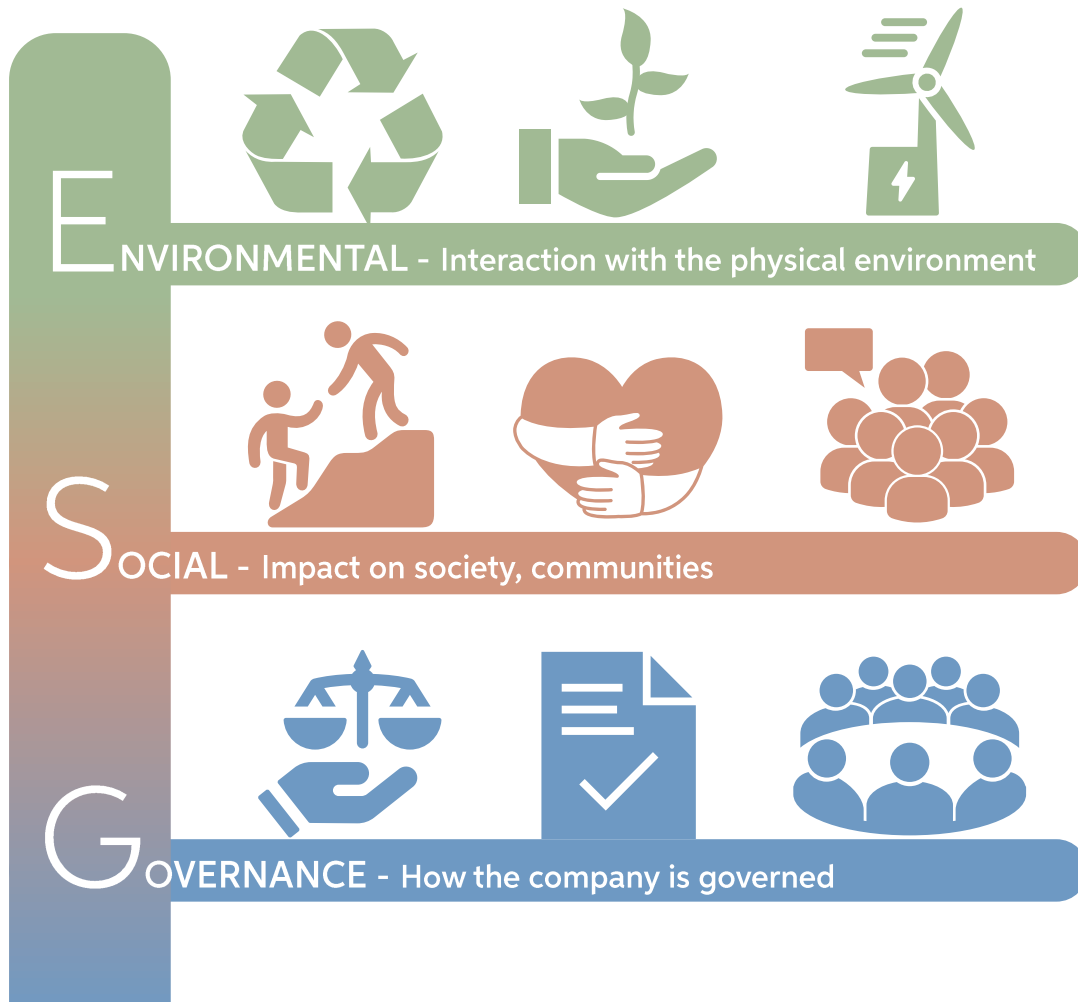 ENVIRONMENTAL - Interaction with the physical environment
SOCIAL - Impact on society, communities
GOVERNANCE - How the company is governed